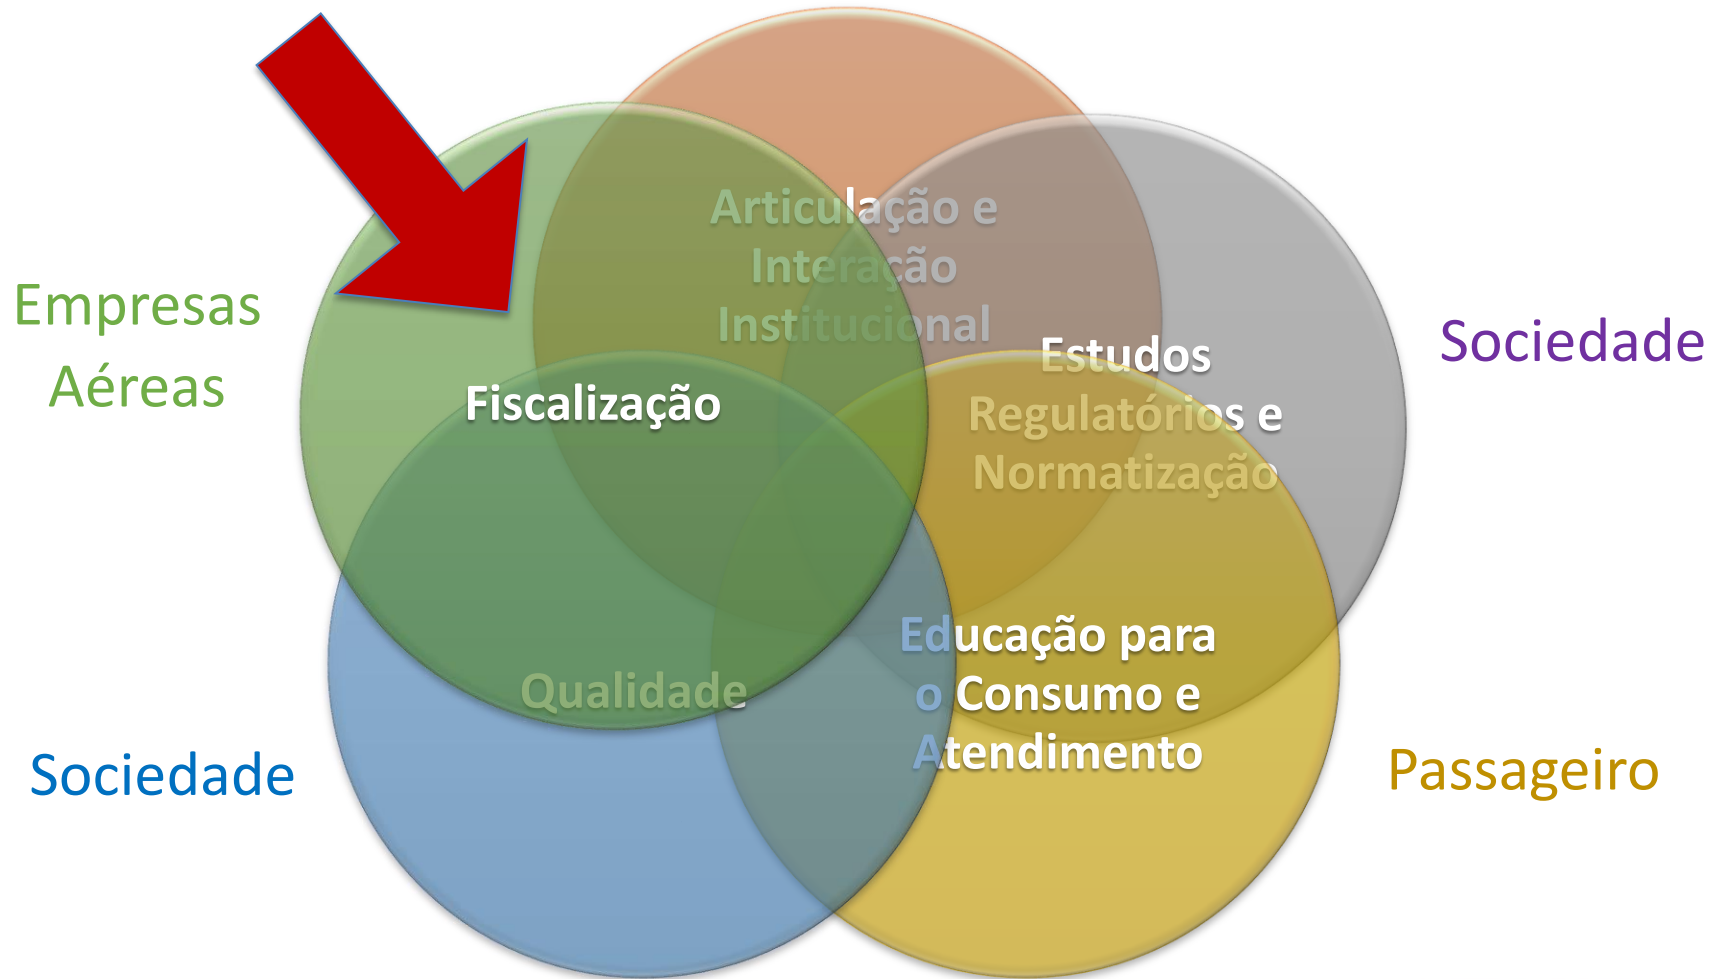 Articulação e
Interação
Institucional
Empresas
Aéreas
Fiscalização
Estudos
Regulatórios e
Normatização
Sociedade
Qualidade
Educação para
o Consumo e
Atendimento
Sociedade
Passageiro